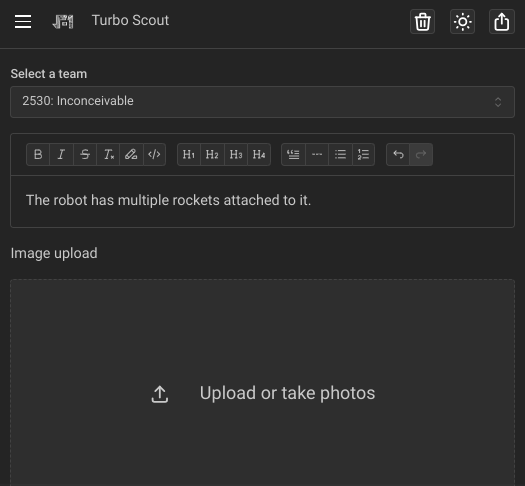 Turbo Scout
Select a team
2530: Inconceivable
B I S Tx </> H1 H2 H3 H4
The robot has multiple rockets attached to it.
Image upload
Upload or take photos